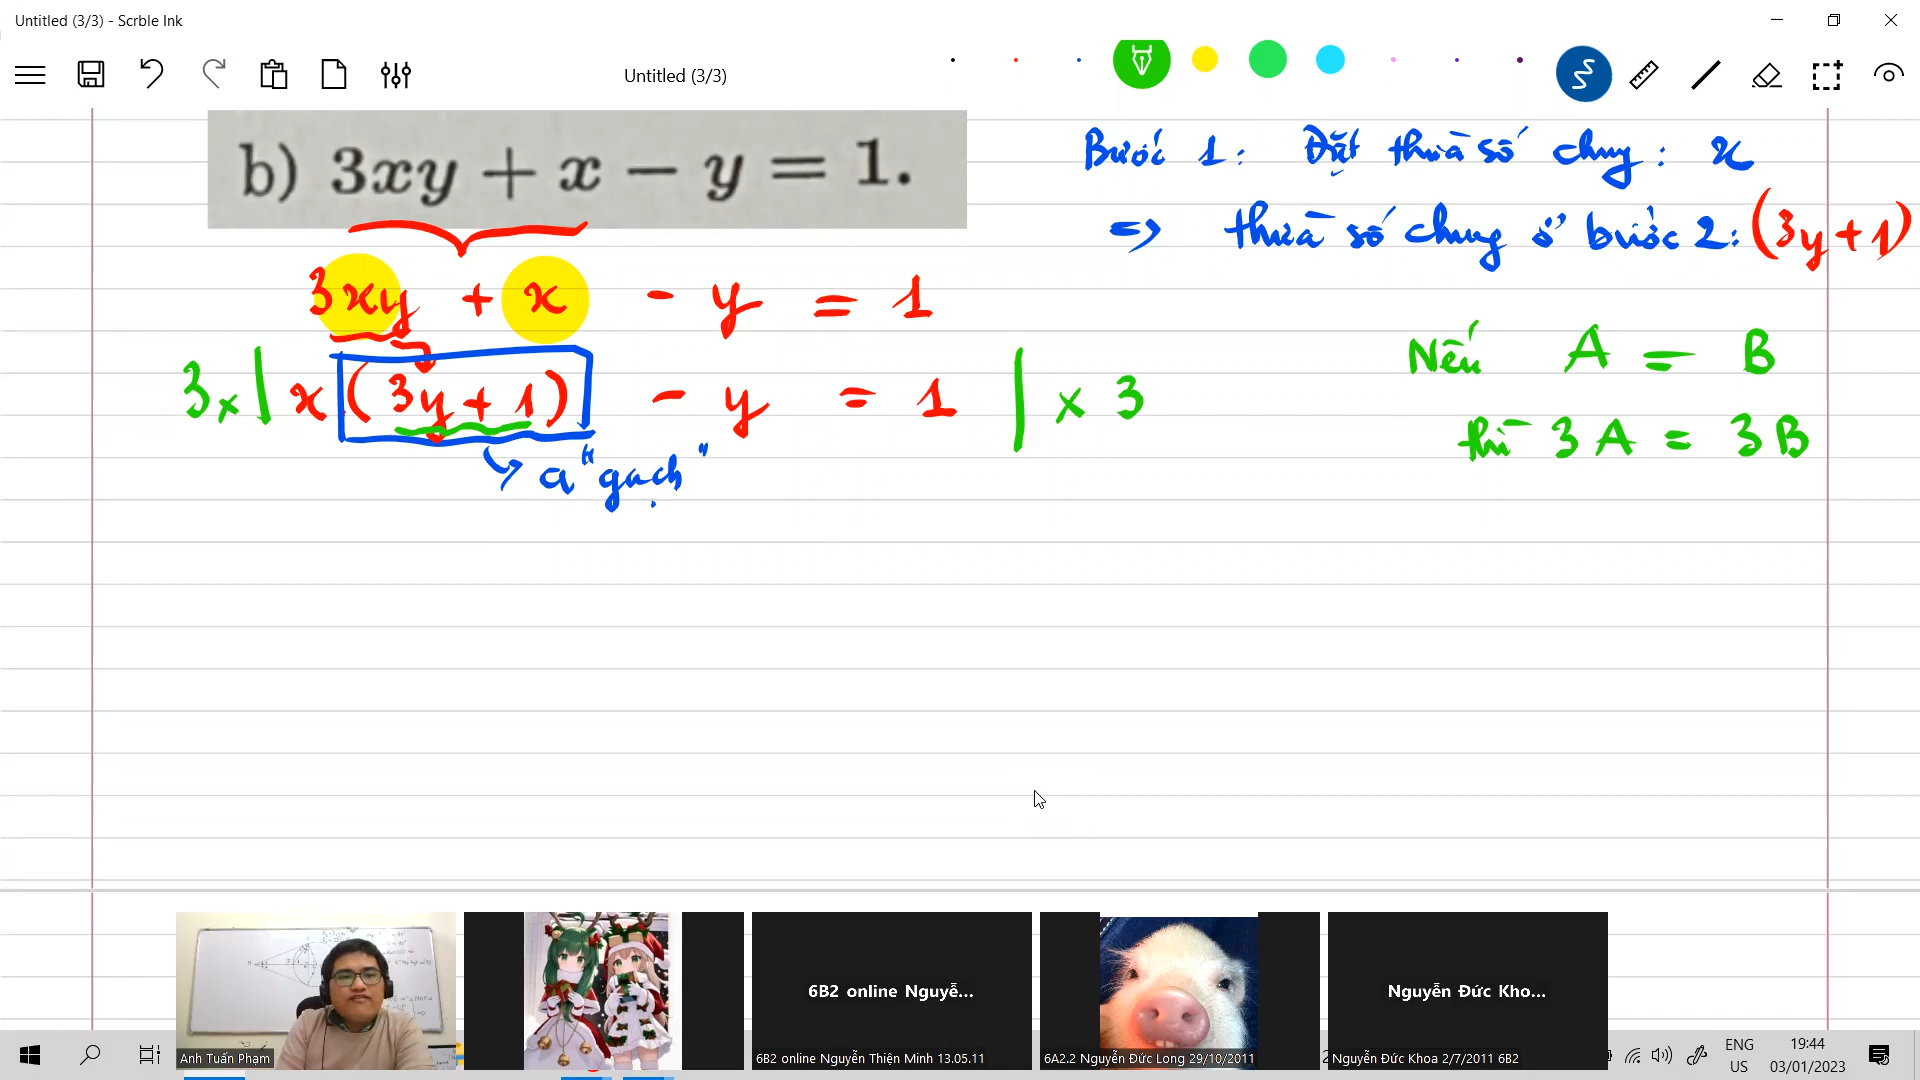 Untitled (3/3) - Scrble Ink
Untitled (3/3)
b) 3xy + x − y = 1.
Bước 1: Đặt thừa số chung: x
=> thừa số chung ở bước 2: (3y + 1)
3xy + x - y = 1
Nếu A = B
3x | x (3y + 1) - y = 1 | x 3
thì 3A = 3B
a "gạch"
6B2 online Nguyễ...
Nguyễn Đức Kho...
Anh Tuấn Phạm
6B2 online Nguyễn Thiện Minh 13.05.11
6A2.2 Nguyễn Đức Long 29/10/2011
Nguyễn Đức Khoa 2/7/2011 6B2
ENG
US
19:44
03/01/2023